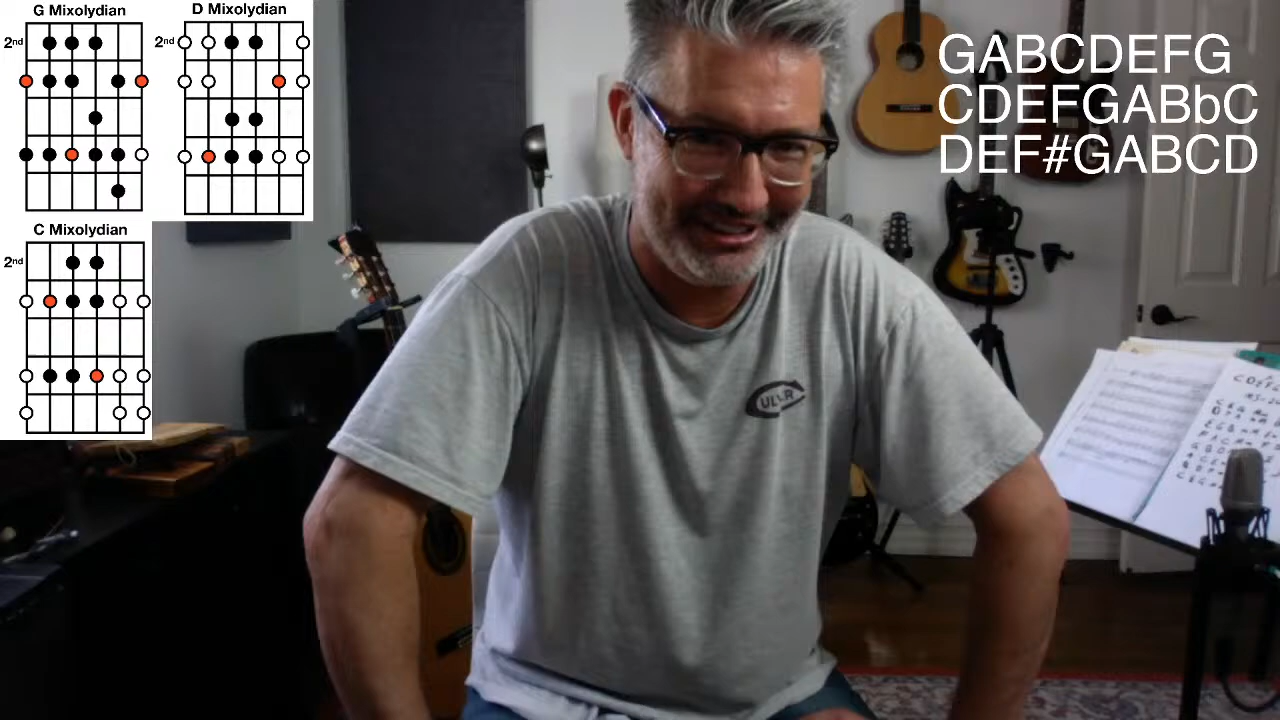 G Mixolydian
2nd
D Mixolydian
2nd
C Mixolydian
2nd
GABCDEFG
CDEFGABbC
DEF#GABCD